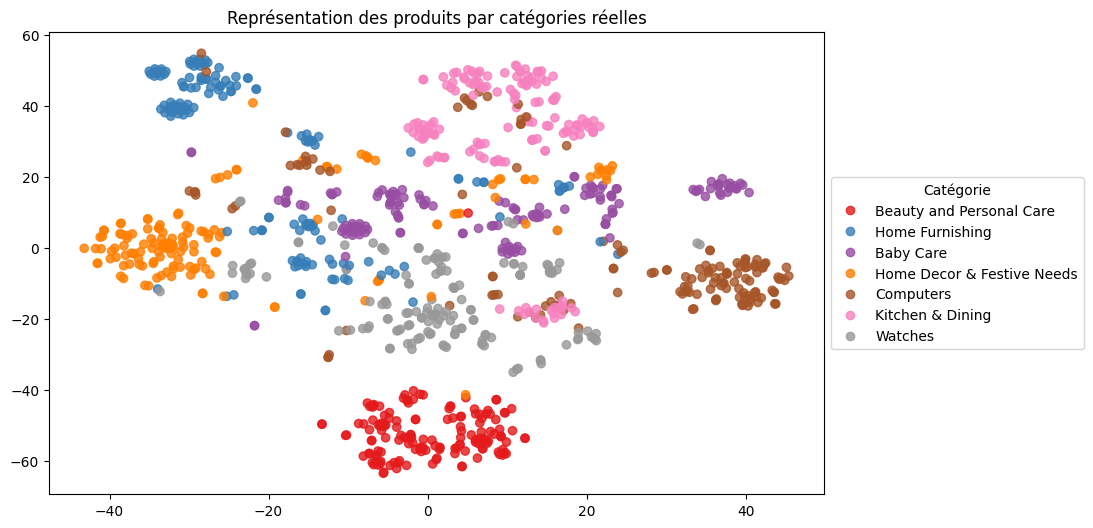 Représentation des produits par catégories réelles
60
40
20
0
−20
−40
−60
−40
−20
0
20
40
Catégorie
Beauty and Personal Care
Home Furnishing
Baby Care
Home Decor & Festive Needs
Computers
Kitchen & Dining
Watches